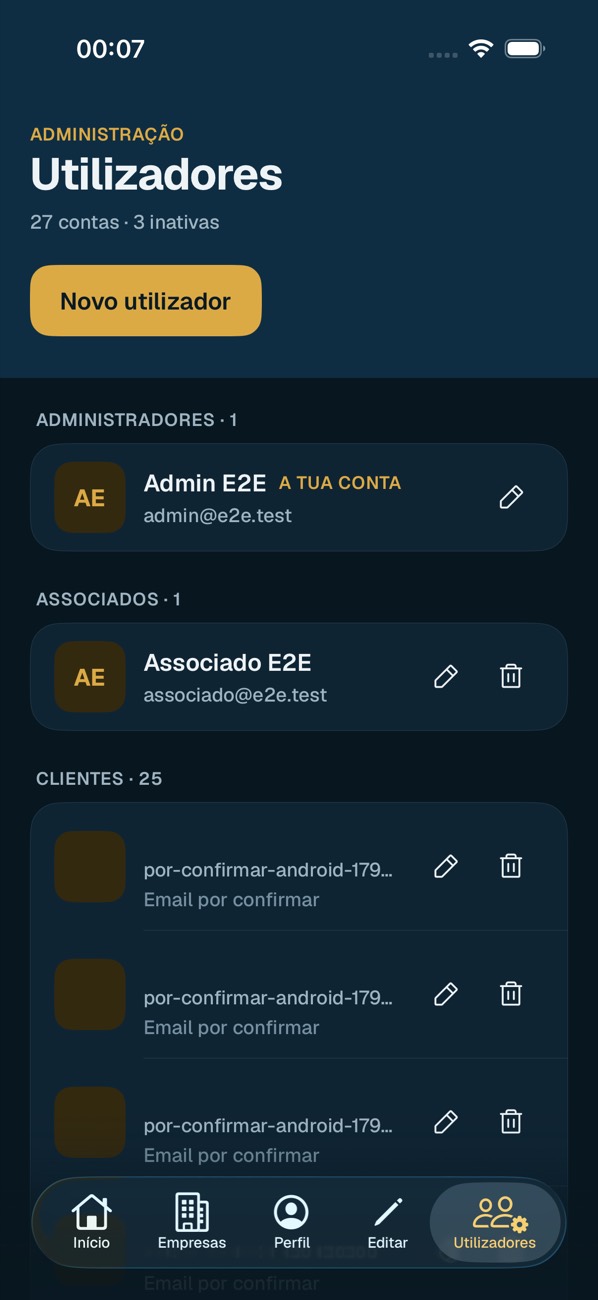 00:07
ADMINISTRAÇÃO
Utilizadores
27 contas · 3 inativas
Novo utilizador
ADMINISTRADORES · 1
AE
Admin E2E A TUA CONTA
admin@e2e.test
ASSOCIADOS · 1
AE
Associado E2E
associado@e2e.test
CLIENTES · 25
por-confirmar-android-179...
Email por confirmar
por-confirmar-android-179...
Email por confirmar
por-confirmar-android-179...
Email por confirmar
Início Empresas Perfil Editar Utilizadores
Email por confirmar